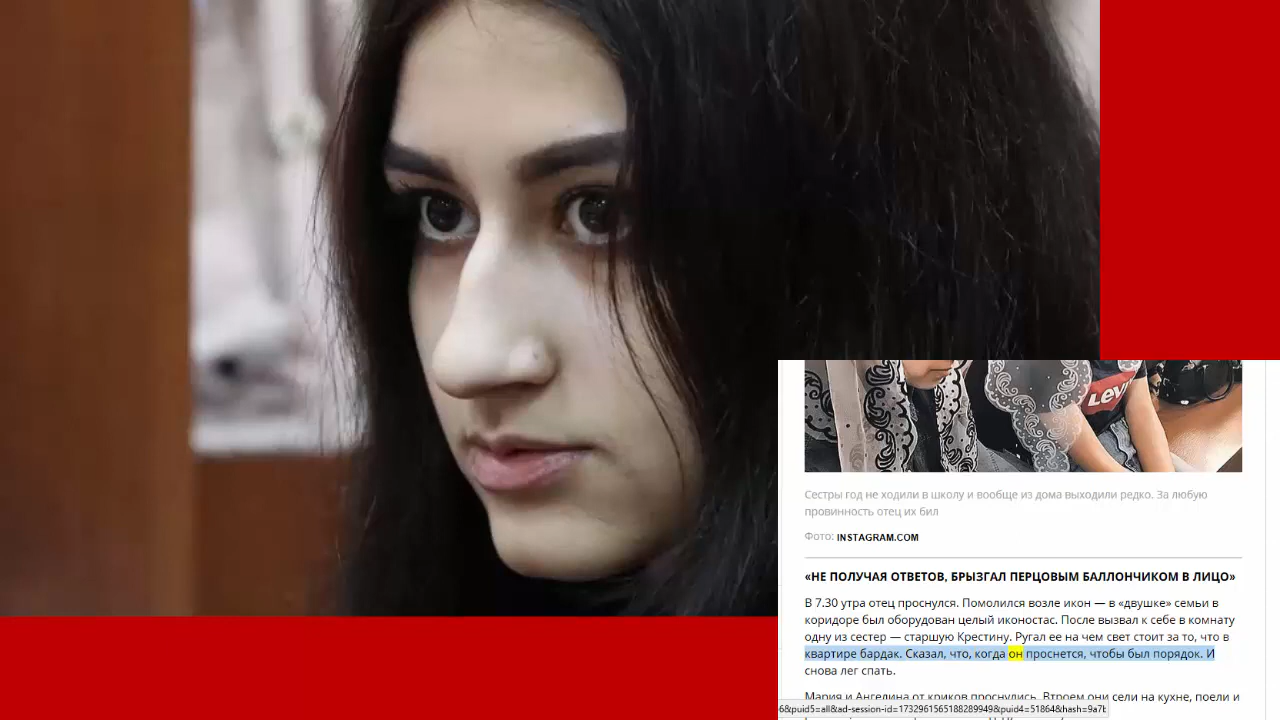 LEVI
Сестры год не ходили в школу и вообще из дома выходили редко. За любую
провинность отец их бил
Фото: INSTAGRAM.COM
«НЕ ПОЛУЧАЯ ОТВЕТОВ, БРЫЗГАЛ ПЕРЦОВЫМ БАЛЛОНЧИКОМ В ЛИЦО»
В 7.30 утра отец проснулся. Помолился возле икон — в «двушке» семьи в
коридоре был оборудован целый иконостас. После вызвал к себе в комнату
одну из сестер — старшую Крестину. Ругал ее на чем свет стоит за то, что в
квартире бардак. Сказал, что, когда он проснется, чтобы был порядок. И
снова лег спать.
Мария и Ангелина от криков проснулись. Втроем они сели на кухне, поели и
6&puid5=all&ad-session-id=1732961565188289949&puid4=51864&hash=9a7b